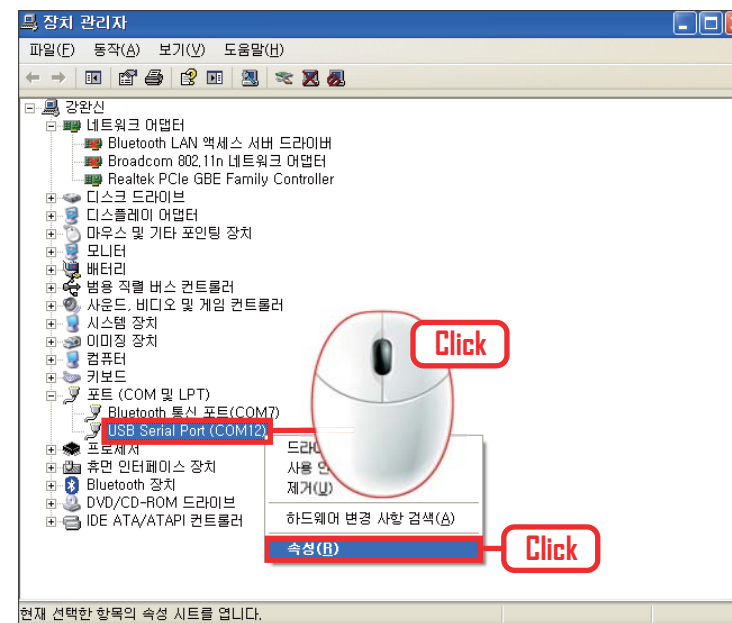 장치 관리자
파일(F) 동작(A) 보기(V) 도움말(H)
강완신
네트워크 어댑터
Bluetooth LAN 액세스 서버 드라이버
Broadcom 802.11n 네트워크 어댑터
Realtek PCIe GBE Family Controller
디스크 드라이브
디스플레이 어댑터
마우스 및 기타 포인팅 장치
모니터
배터리
범용 직렬 버스 컨트롤러
사운드, 비디오 및 게임 컨트롤러
시스템 장치
이미징 장치
Click
컴퓨터
키보드
포트 (COM 및 LPT)
Bluetooth 통신 포트(COM7)
USB Serial Port (COM12)
프로세서
휴먼 인터페이스 장치
Bluetooth 장치
DVD/CD-ROM 드라이브
IDE ATA/ATAPI 컨트롤러
사용
제거(U)
하드웨어 변경 사항 검색(A)
속성(R)
Click
현재 선택한 항목의 속성 시트를 엽니다.